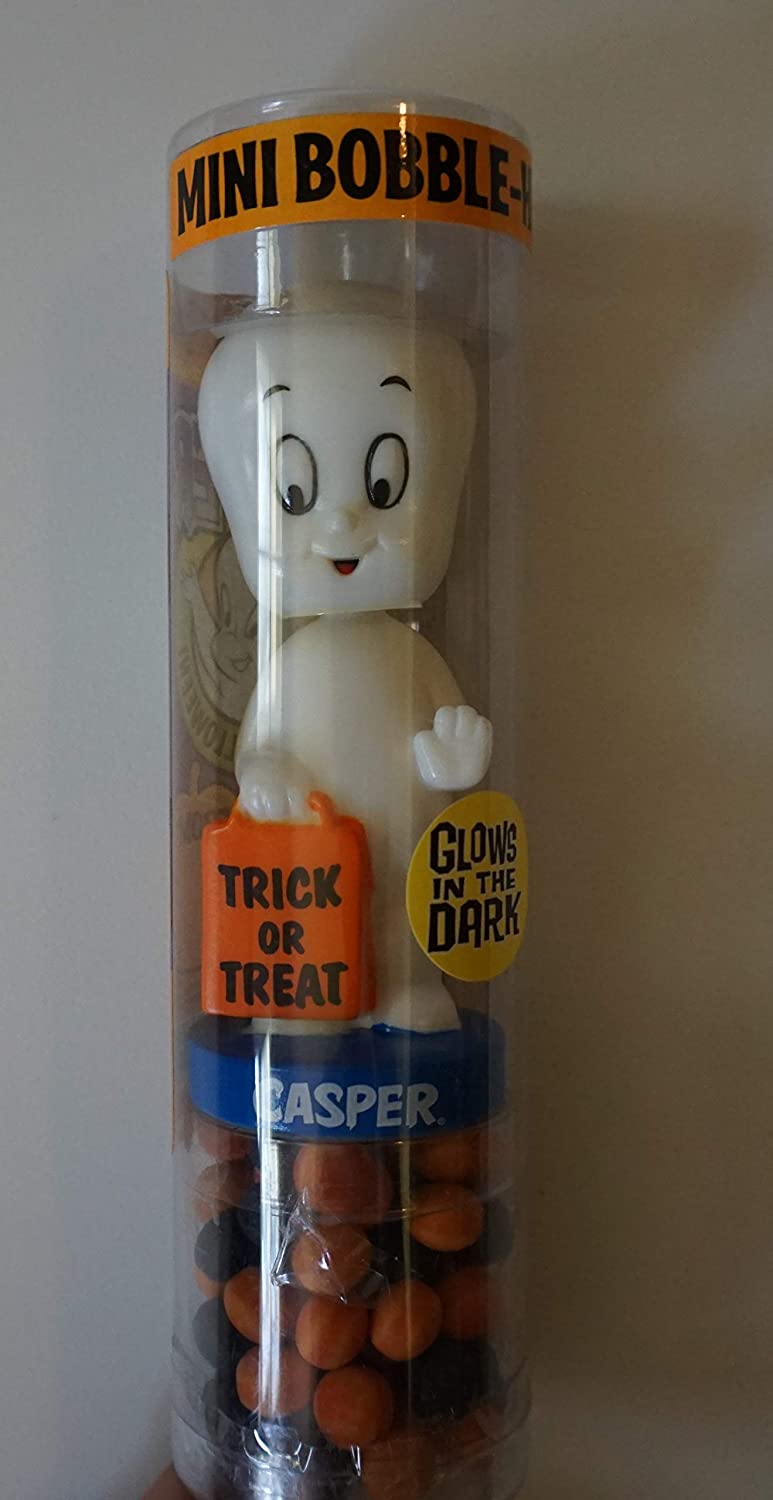 MINI BOBBLE-H
TRICK
OR
TREAT
GLOWS
IN THE
DARK
CASPER®